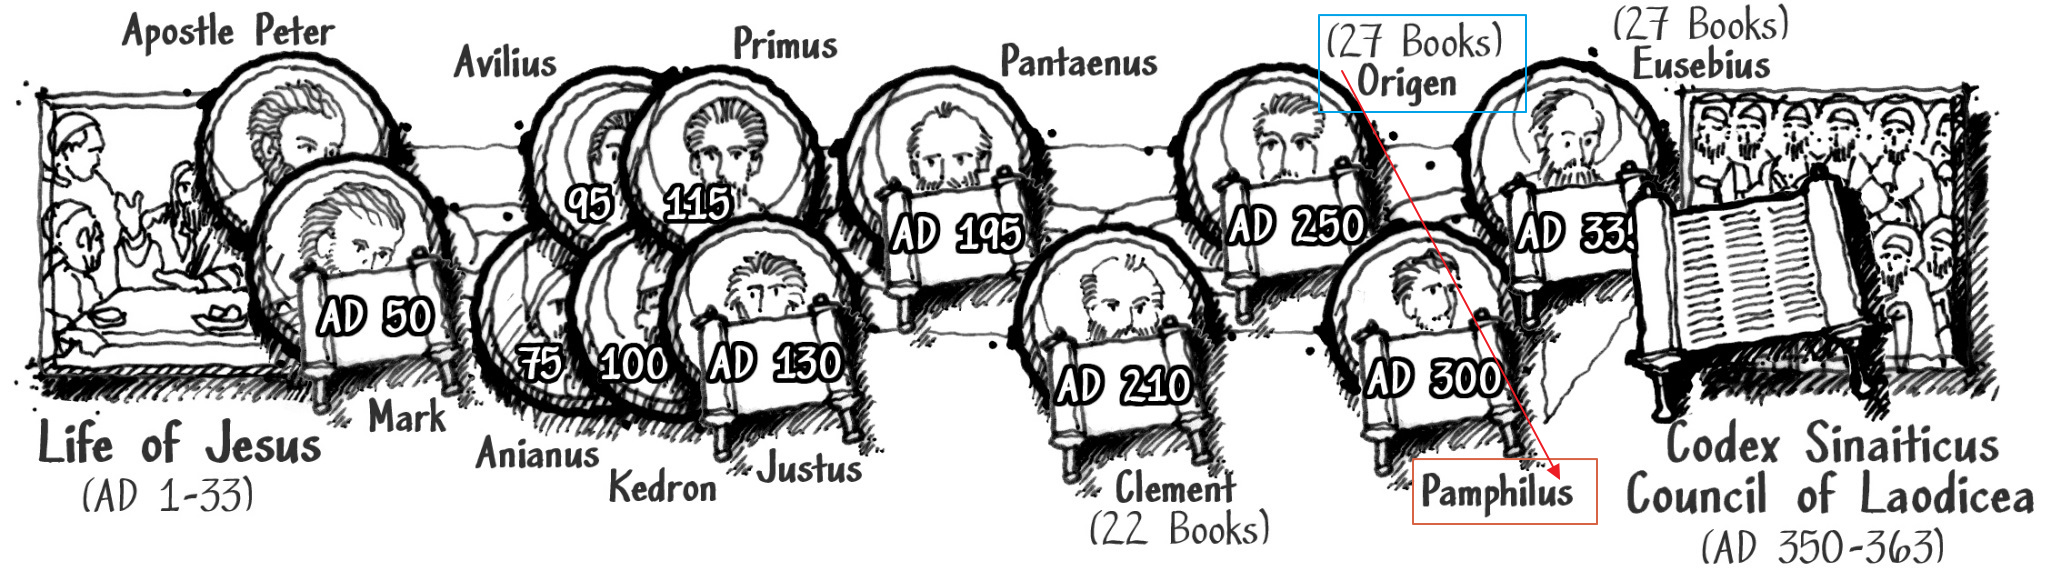 Apostle Peter
Avilius
Primus
Pantaenus
(27 Books)
Origen
(27 Books)
Eusebius
95
115
AD 195
AD 250
AD 335
AD 50
75
100
AD 130
AD 210
AD 300
Mark
Anianus
Kedron
Justus
Clement
(22 Books)
Pamphilus
Life of Jesus
(AD 1-33)
Codex Sinaiticus
Council of Laodicea
(AD 350-363)